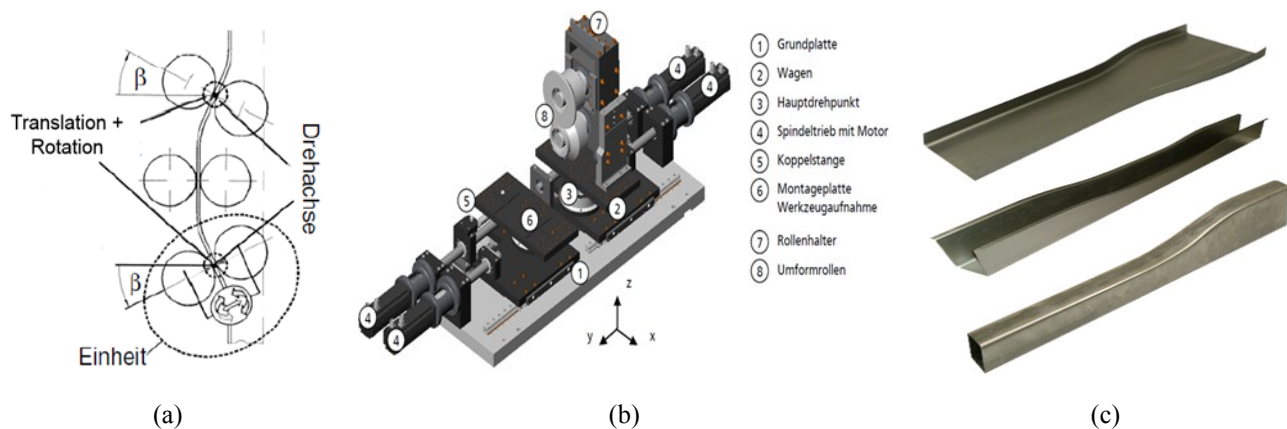 β
Translation +
Rotation
Drehachse
β
Einheit
(a)
7
4
4
8
3
5
2
6
1
4
4
z
y
x
1 Grundplatte
2 Wagen
3 Hauptdrehpunkt
4 Spindeltrieb mit Motor
5 Koppelstange
6 Montageplatte
Werkzeugaufnahme
7 Rollenhalter
8 Umformrollen
(b)
(c)